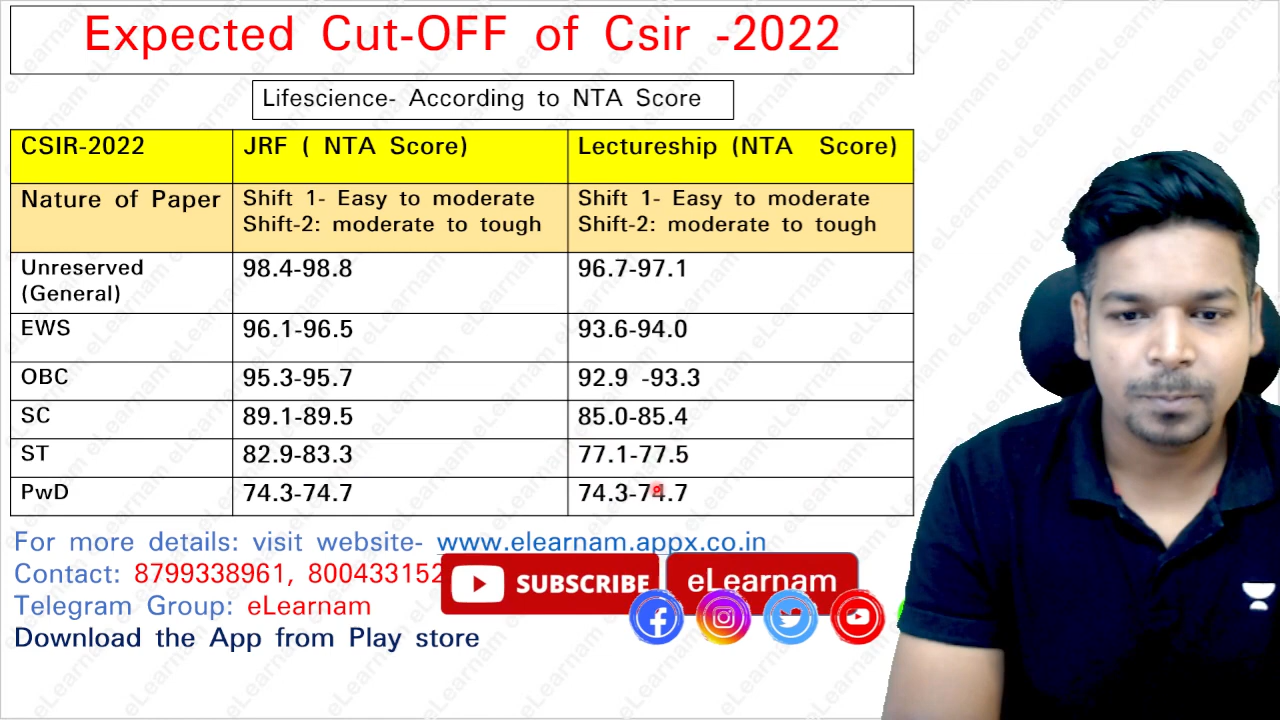 Expected Cut-OFF of Csir -2022
Lifescience- According to NTA Score
CSIR-2022 JRF ( NTA Score) Lectureship (NTA Score)
Nature of Paper Shift 1- Easy to moderate Shift 1- Easy to moderate
Shift-2: moderate to tough Shift-2: moderate to tough
Unreserved 98.4-98.8 96.7-97.1
(General)
EWS 96.1-96.5 93.6-94.0
OBC 95.3-95.7 92.9 -93.3
SC 89.1-89.5 85.0-85.4
ST 82.9-83.3 77.1-77.5
PwD 74.3-74.7 74.3-74.7
For more details: visit website- www.elearnam.appx.co.in
Contact: 8799338961, 800433152
Telegram Group: eLearnam
Download the App from Play store
SUBSCRIBE
eLearnam